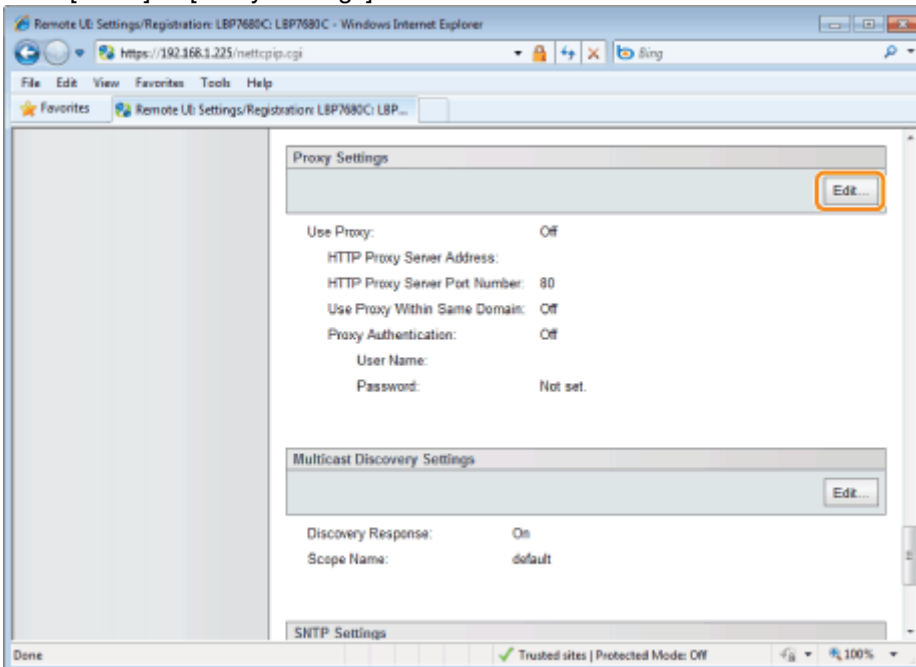 Remote UI: Settings/Registration: LBP7680C: LBP7680C - Windows Internet Explorer
https://192.168.1.225/nettcpip.cgi
Bing
File Edit View Favorites Tools Help
Favorites
Remote UI: Settings/Registration: LBP7680C: LBP...
Proxy Settings
Edit...
Use Proxy: Off
HTTP Proxy Server Address:
HTTP Proxy Server Port Number: 80
Use Proxy Within Same Domain: Off
Proxy Authentication: Off
User Name:
Password: Not set.
Multicast Discovery Settings
Edit...
Discovery Response: On
Scope Name: default
SNTP Settings
Done
Trusted sites | Protected Mode: Off
100%